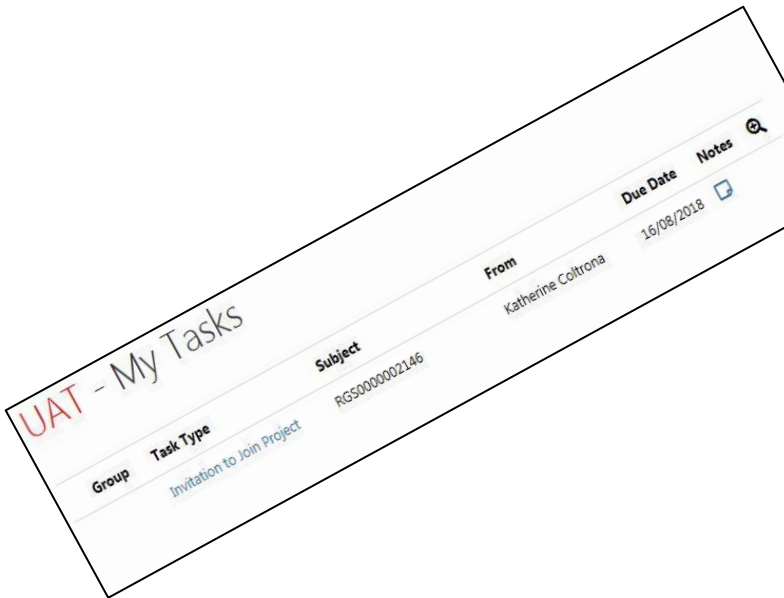 UAT - My Tasks
Group Task Type Subject From Due Date Notes
Invitation to Join Project RGS0000002146 Katherine Coltrona 16/08/2018